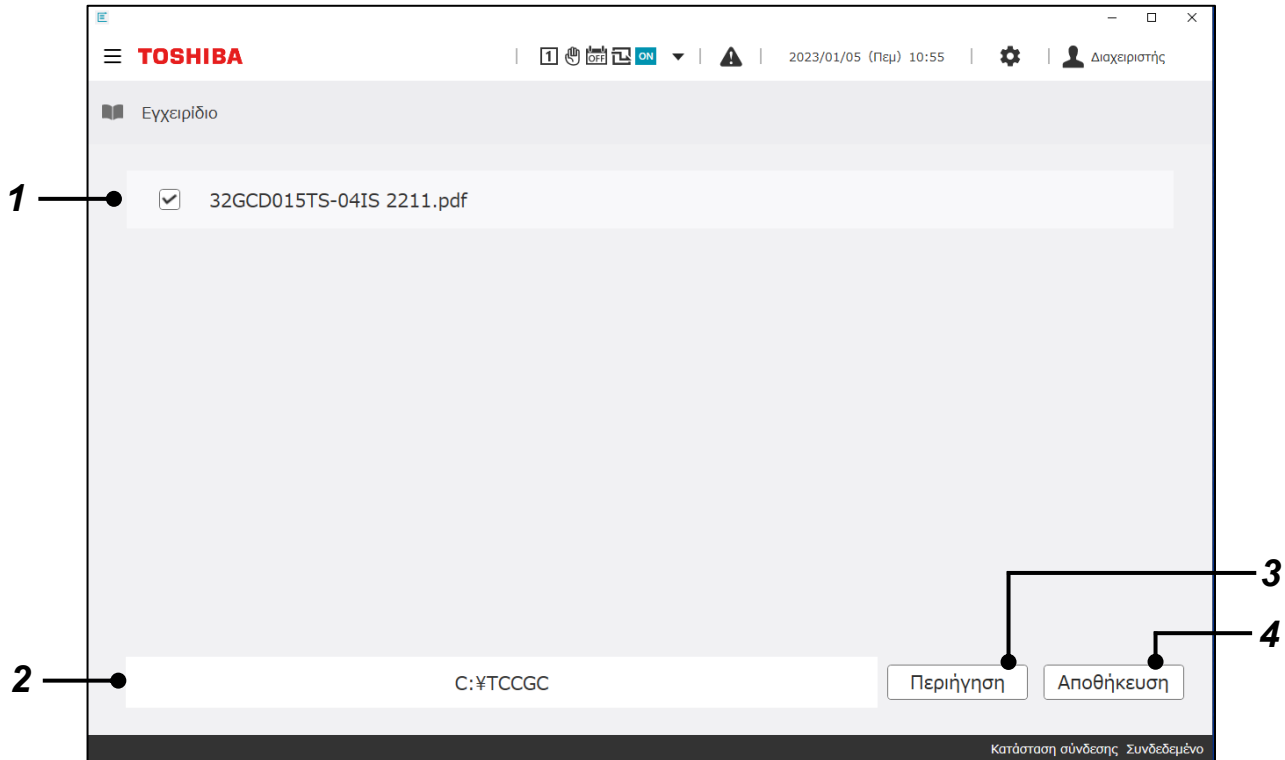 TOSHIBA 1 OFF ON 2023/01/05 (Πεμ) 10:55 Διαχειριστής
Εγχειρίδιο
1 32GCD015TS-04IS 2211.pdf
3
4
2 C:¥TCCGC Περιήγηση Αποθήκευση
Κατάσταση σύνδεσης Συνδεδεμένο